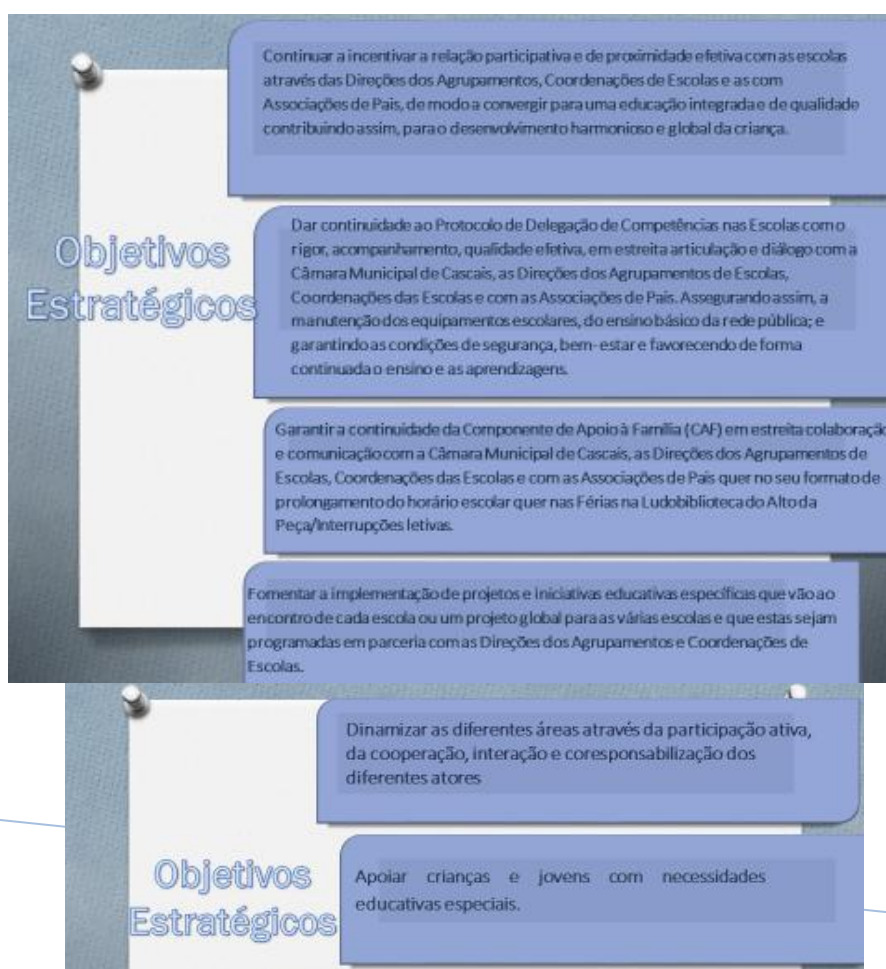 Continuar a incentivar a relação participativa e de proximidade efetiva com as escolas
através das Direções dos Agrupamentos, Coordenações de Escolas e as com
Associações de Pais, de modo a convergir para uma educação integrada e de qualidade
contribuindo assim, para o desenvolvimento harmonioso e global da criança.
Objetivos
Estratégicos
Dar continuidade ao Protocolo de Delegação de Competências nas Escolas com o
rigor, acompanhamento, qualidade efetiva, em estreita articulação e diálogo com a
Câmara Municipal de Cascais, as Direções dos Agrupamentos de Escolas,
Coordenações das Escolas e com as Associações de Pais. Assegurando assim, a
manutenção dos equipamentos escolares, do ensino básico da rede pública; e
garantindo as condições de segurança, bem- estar e favorecendo de forma
continuada o ensino e as aprendizagens.
Garantir a continuidade da Componente de Apoio à Família (CAF) em estreita colaboração
e comunicação com a Câmara Municipal de Cascais, as Direções dos Agrupamentos de
Escolas, Coordenações das Escolas e com as Associações de Pais quer no seu formato de
prolongamento do horário escolar quer nas Férias na Ludobiblioteca do Alto da
Peça/Interrupções letivas.
Fomentar a implementação de projetos e iniciativas educativas específicas que vão ao
encontro de cada escola ou um projeto global para as várias escolas e que estas sejam
programadas em parceria com as Direções dos Agrupamentos e Coordenações de
Escolas.
Dinamizar as diferentes áreas através da participação ativa,
da cooperação, interação e coresponsabilização dos
diferentes atores
Objetivos
Estratégicos
Apoiar crianças e jovens com necessidades
educativas especiais.